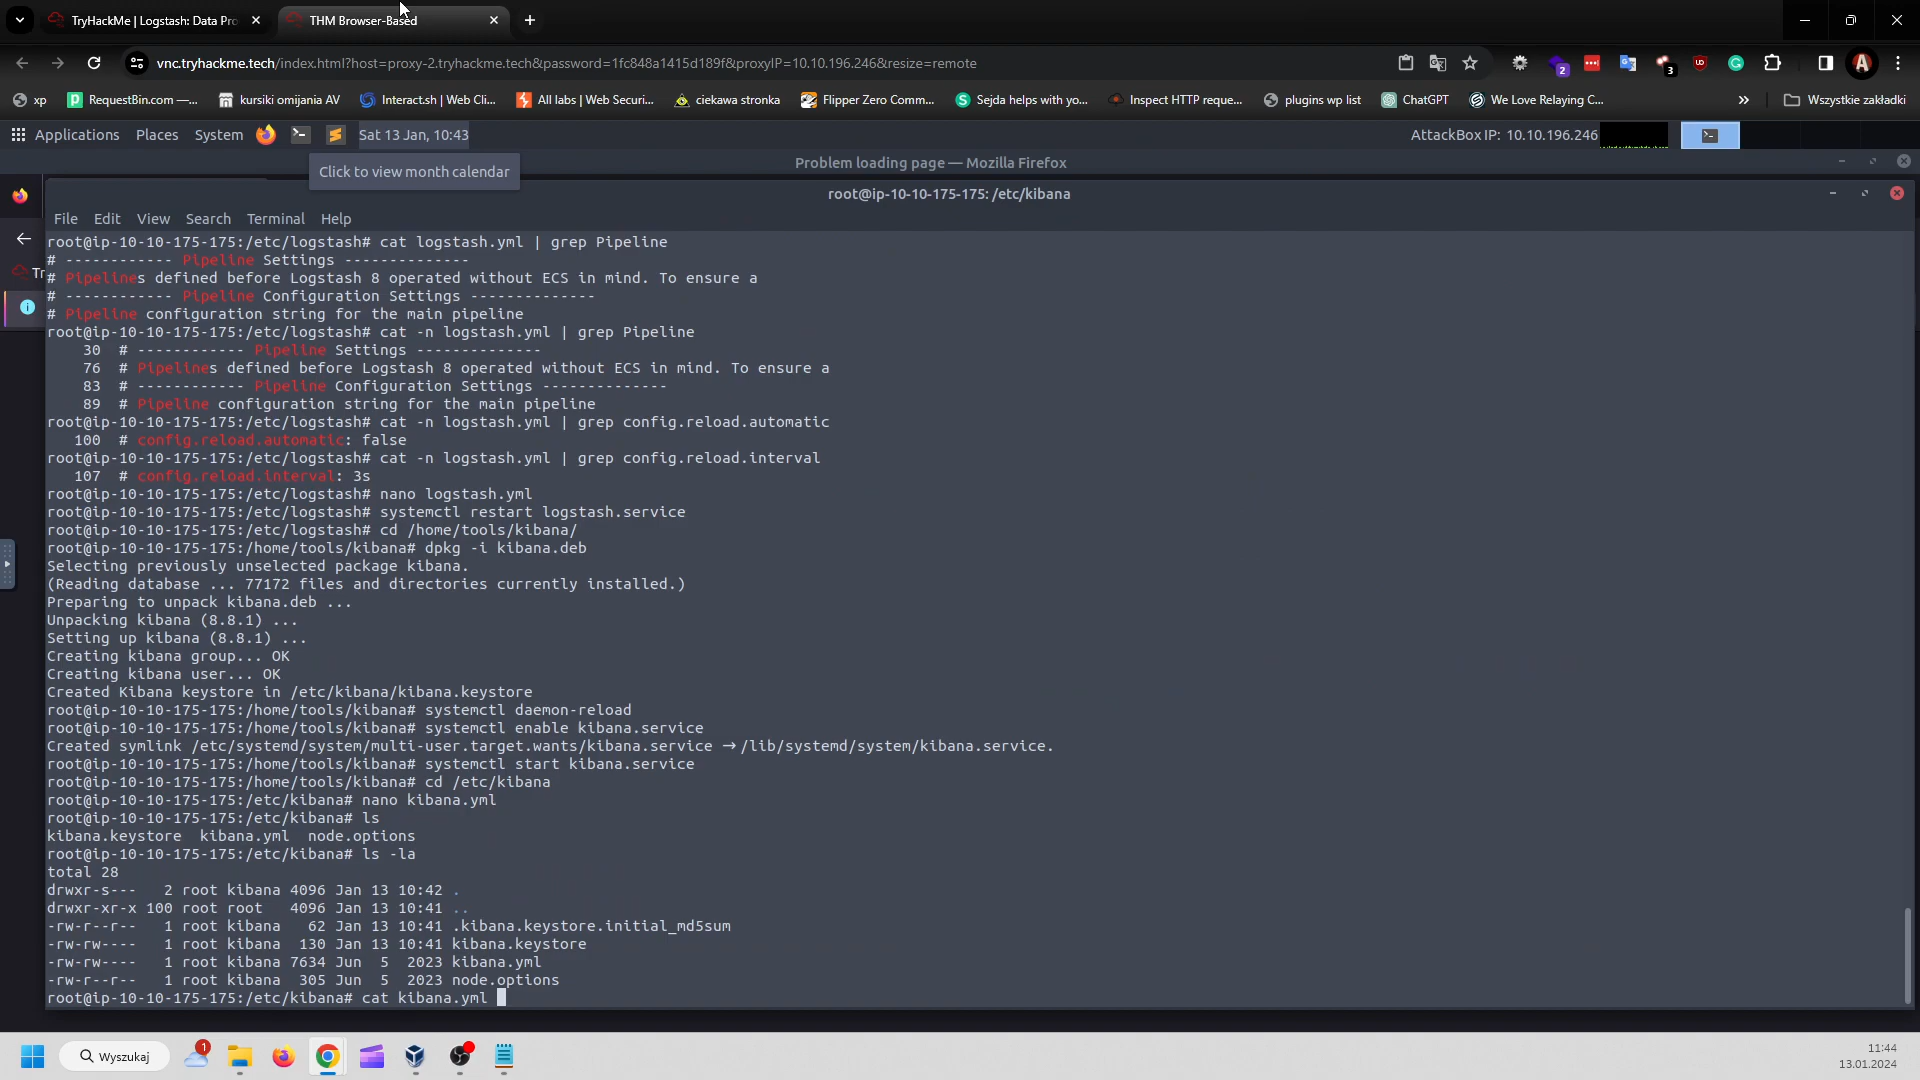 TryHackMe | Logstash: Data Pro
THM Browser-Based
vnc.tryhackme.tech/index.html?host=proxy-2.tryhackme.tech&password=1fc848a1415d189f&proxyIP=10.10.196.246&resize=remote
2
3
A
xp
RequestBin.com —...
kursiki omijania AV
Interact.sh | Web Cli...
All labs | Web Securi...
ciekawa stronka
Flipper Zero Comm...
Sejda helps with yo...
Inspect HTTP reque...
plugins wp list
ChatGPT
We Love Relaying C...
»
Wszystkie zakładki
Applications Places System
Sat 13 Jan, 10:43
AttackBox IP: 10.10.196.246
Click to view month calendar
Problem loading page — Mozilla Firefox
root@ip-10-10-175-175: /etc/kibana
File Edit View Search Terminal Help
Tr
root@ip-10-10-175-175:/etc/logstash# cat logstash.yml | grep Pipeline
# ------------ Pipeline Settings --------------
# Pipelines defined before Logstash 8 operated without ECS in mind. To ensure a
# ------------ Pipeline Configuration Settings --------------
# Pipeline configuration string for the main pipeline
root@ip-10-10-175-175:/etc/logstash# cat -n logstash.yml | grep Pipeline
30 # ------------ Pipeline Settings --------------
76 # Pipelines defined before Logstash 8 operated without ECS in mind. To ensure a
83 # ------------ Pipeline Configuration Settings --------------
89 # Pipeline configuration string for the main pipeline
root@ip-10-10-175-175:/etc/logstash# cat -n logstash.yml | grep config.reload.automatic
100 # config.reload.automatic: false
root@ip-10-10-175-175:/etc/logstash# cat -n logstash.yml | grep config.reload.interval
107 # config.reload.interval: 3s
root@ip-10-10-175-175:/etc/logstash# nano logstash.yml
root@ip-10-10-175-175:/etc/logstash# systemctl restart logstash.service
root@ip-10-10-175-175:/etc/logstash# cd /home/tools/kibana/
root@ip-10-10-175-175:/home/tools/kibana# dpkg -i kibana.deb
Selecting previously unselected package kibana.
(Reading database ... 77172 files and directories currently installed.)
Preparing to unpack kibana.deb ...
Unpacking kibana (8.8.1) ...
Setting up kibana (8.8.1) ...
Creating kibana group... OK
Creating kibana user... OK
Created Kibana keystore in /etc/kibana/kibana.keystore
root@ip-10-10-175-175:/home/tools/kibana# systemctl daemon-reload
root@ip-10-10-175-175:/home/tools/kibana# systemctl enable kibana.service
Created symlink /etc/systemd/system/multi-user.target.wants/kibana.service → /lib/systemd/system/kibana.service.
root@ip-10-10-175-175:/home/tools/kibana# systemctl start kibana.service
root@ip-10-10-175-175:/home/tools/kibana# cd /etc/kibana
root@ip-10-10-175-175:/etc/kibana# nano kibana.yml
root@ip-10-10-175-175:/etc/kibana# ls
kibana.keystore kibana.yml node.options
root@ip-10-10-175-175:/etc/kibana# ls -la
total 28
drwxr-s--- 2 root kibana 4096 Jan 13 10:42 .
drwxr-xr-x 100 root root 4096 Jan 13 10:41 ..
-rw-r--r-- 1 root kibana 62 Jan 13 10:41 .kibana.keystore.initial_md5sum
-rw-rw---- 1 root kibana 130 Jan 13 10:41 kibana.keystore
-rw-rw---- 1 root kibana 7634 Jun 5 2023 kibana.yml
-rw-r--r-- 1 root kibana 305 Jun 5 2023 node.options
root@ip-10-10-175-175:/etc/kibana# cat kibana.yml
Wyszukaj
1
11:44
13.01.2024